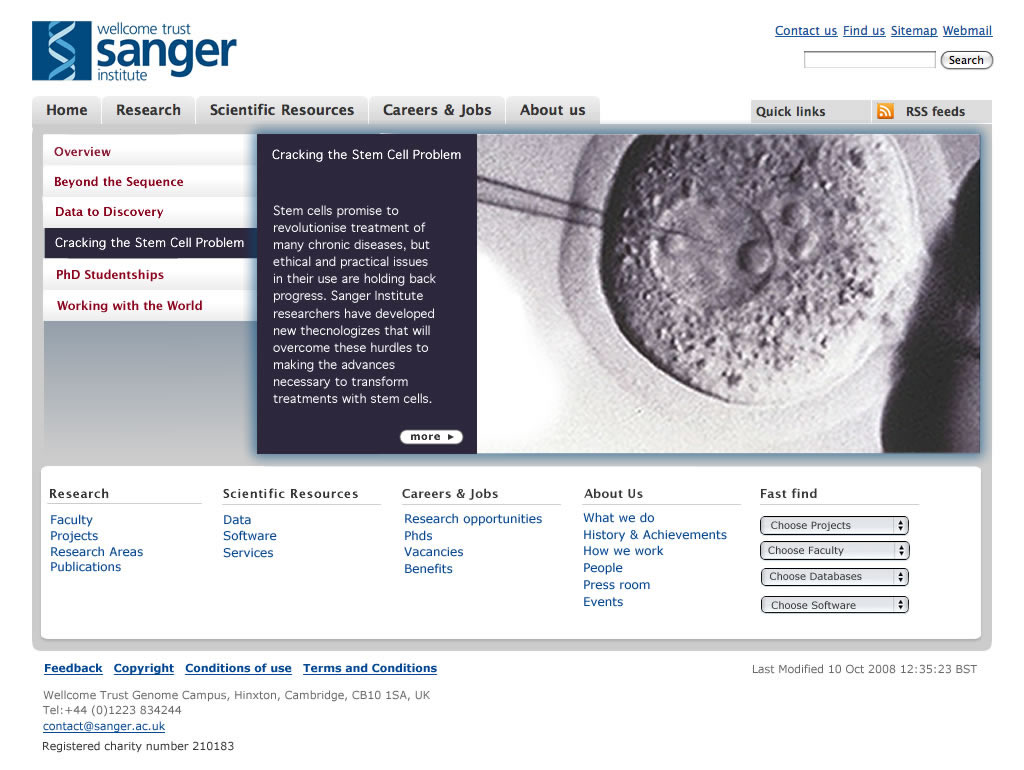 wellcome trust
sanger
institute
Contact us Find us Sitemap Webmail
Search
Home Research Scientific Resources Careers & Jobs About us
Quick links RSS feeds
Overview
Beyond the Sequence
Data to Discovery
Cracking the Stem Cell Problem
PhD Studentships
Working with the World
Cracking the Stem Cell Problem
Stem cells promise to
revolutionise treatment of
many chronic diseases, but
ethical and practical issues
in their use are holding back
progress. Sanger Institute
researchers have developed
new thecnologizes that will
overcome these hurdles to
making the advances
necessary to transform
treatments with stem cells.
more
Research
Faculty
Projects
Research Areas
Publications
Scientific Resources
Data
Software
Services
Careers & Jobs
Research opportunities
Phds
Vacancies
Benefits
About Us
What we do
History & Achievements
How we work
People
Press room
Events
Fast find
Choose Projects
Choose Faculty
Choose Databases
Choose Software
Feedback Copyright Conditions of use Terms and Conditions
Last Modified 10 Oct 2008 12:35:23 BST
Wellcome Trust Genome Campus, Hinxton, Cambridge, CB10 1SA, UK
Tel:+44 (0)1223 834244
contact@sanger.ac.uk
Registered charity number 210183